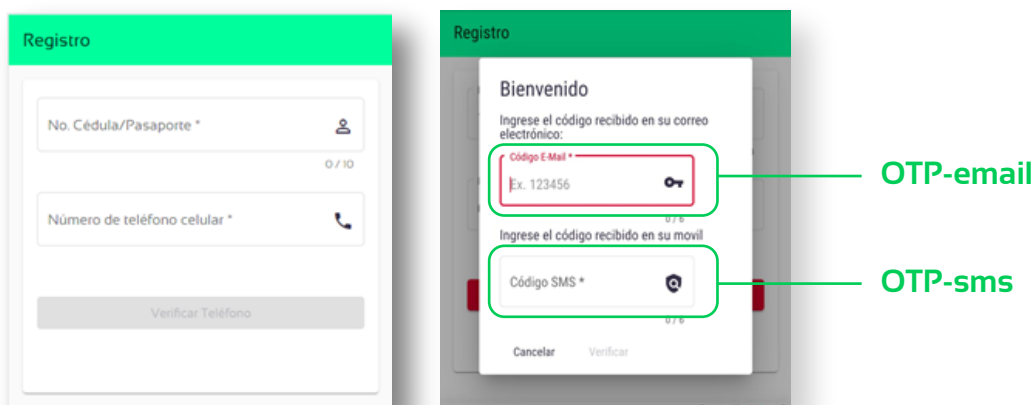 Registro
No. Cédula/Pasaporte *
0 / 10
Número de teléfono celular *
Verificar Teléfono
Registro
Bienvenido
Ingrese el código recibido en su correo
electrónico:
Código E-Mail *
Ex. 123456
0 / 6
Ingrese el código recibido en su movil
Código SMS *
0 / 6
Cancelar Verificar
OTP-email
OTP-sms